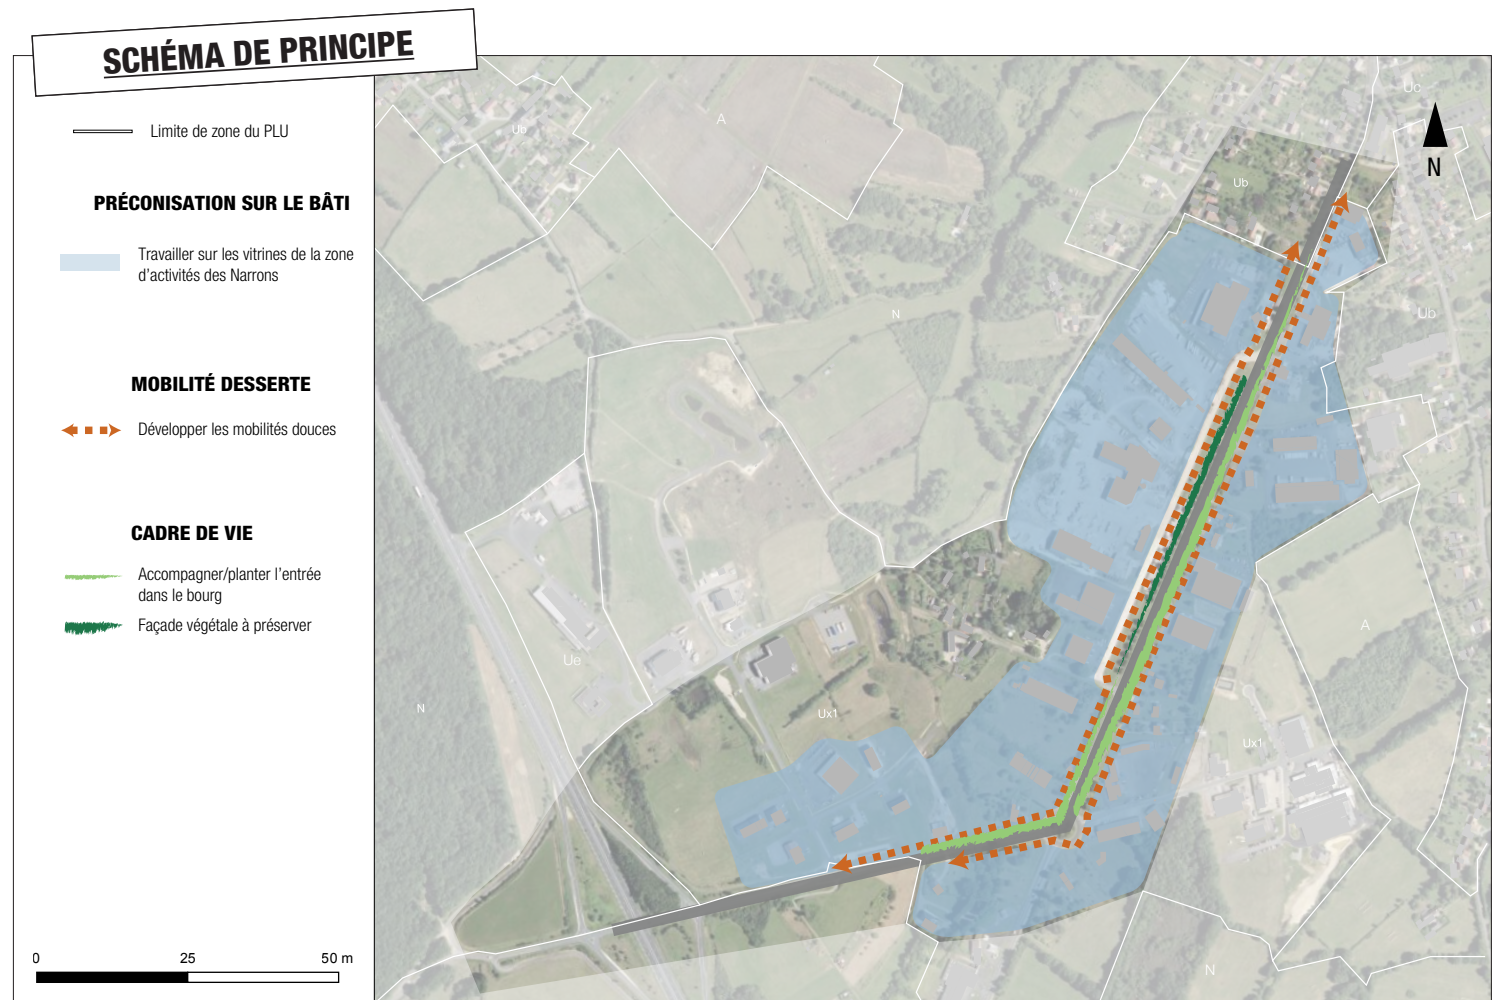 SCHÉMA DE PRINCIPE
Limite de zone du PLU
PRÉCONISATION SUR LE BÂTI
Travailler sur les vitrines de la zone
d'activités des Narrons
MOBILITÉ DESSERTE
Développer les mobilités douces
CADRE DE VIE
Accompagner/planter l'entrée
dans le bourg
Façade végétale à préserver
0 25 50 m
Uc
A
Ub
N
Ub
N
Ub
A
Ue
N
Ux1
Ux1
N